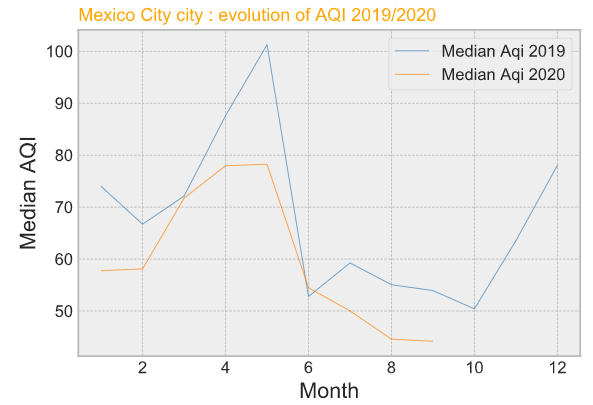 Mexico City city : evolution of AQI 2019/2020
Median Aqi 2019
Median Aqi 2020
100
90
80
70
60
50
Median AQI
2 4 6 8 10 12
Month